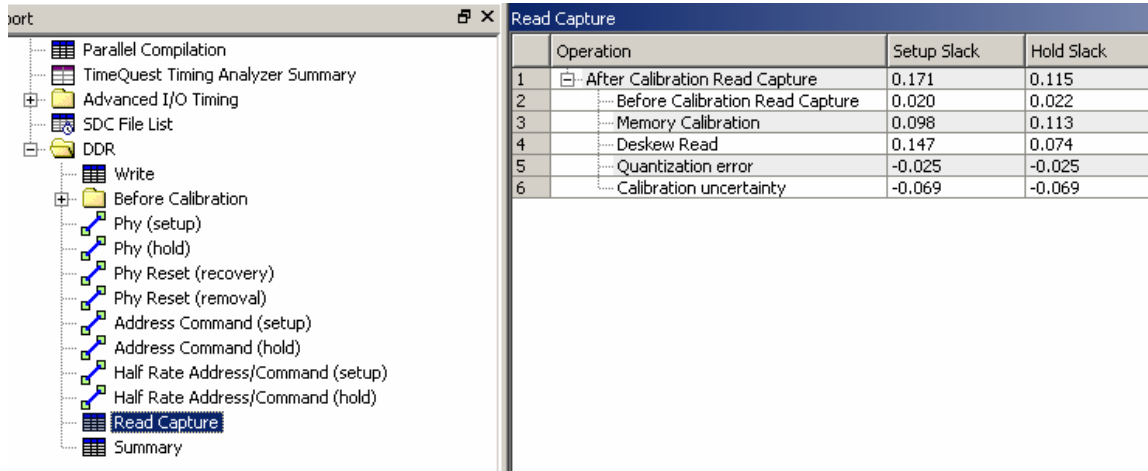 port
Parallel Compilation
TimeQuest Timing Analyzer Summary
Advanced I/O Timing
SDC File List
DDR
Write
Before Calibration
Phy (setup)
Phy (hold)
Phy Reset (recovery)
Phy Reset (removal)
Address Command (setup)
Address Command (hold)
Half Rate Address/Command (setup)
Half Rate Address/Command (hold)
Read Capture
Summary
Read Capture
Operation Setup Slack Hold Slack
1 After Calibration Read Capture 0.171 0.115
2 Before Calibration Read Capture 0.020 0.022
3 Memory Calibration 0.098 0.113
4 Deskew Read 0.147 0.074
5 Quantization error -0.025 -0.025
6 Calibration uncertainty -0.069 -0.069